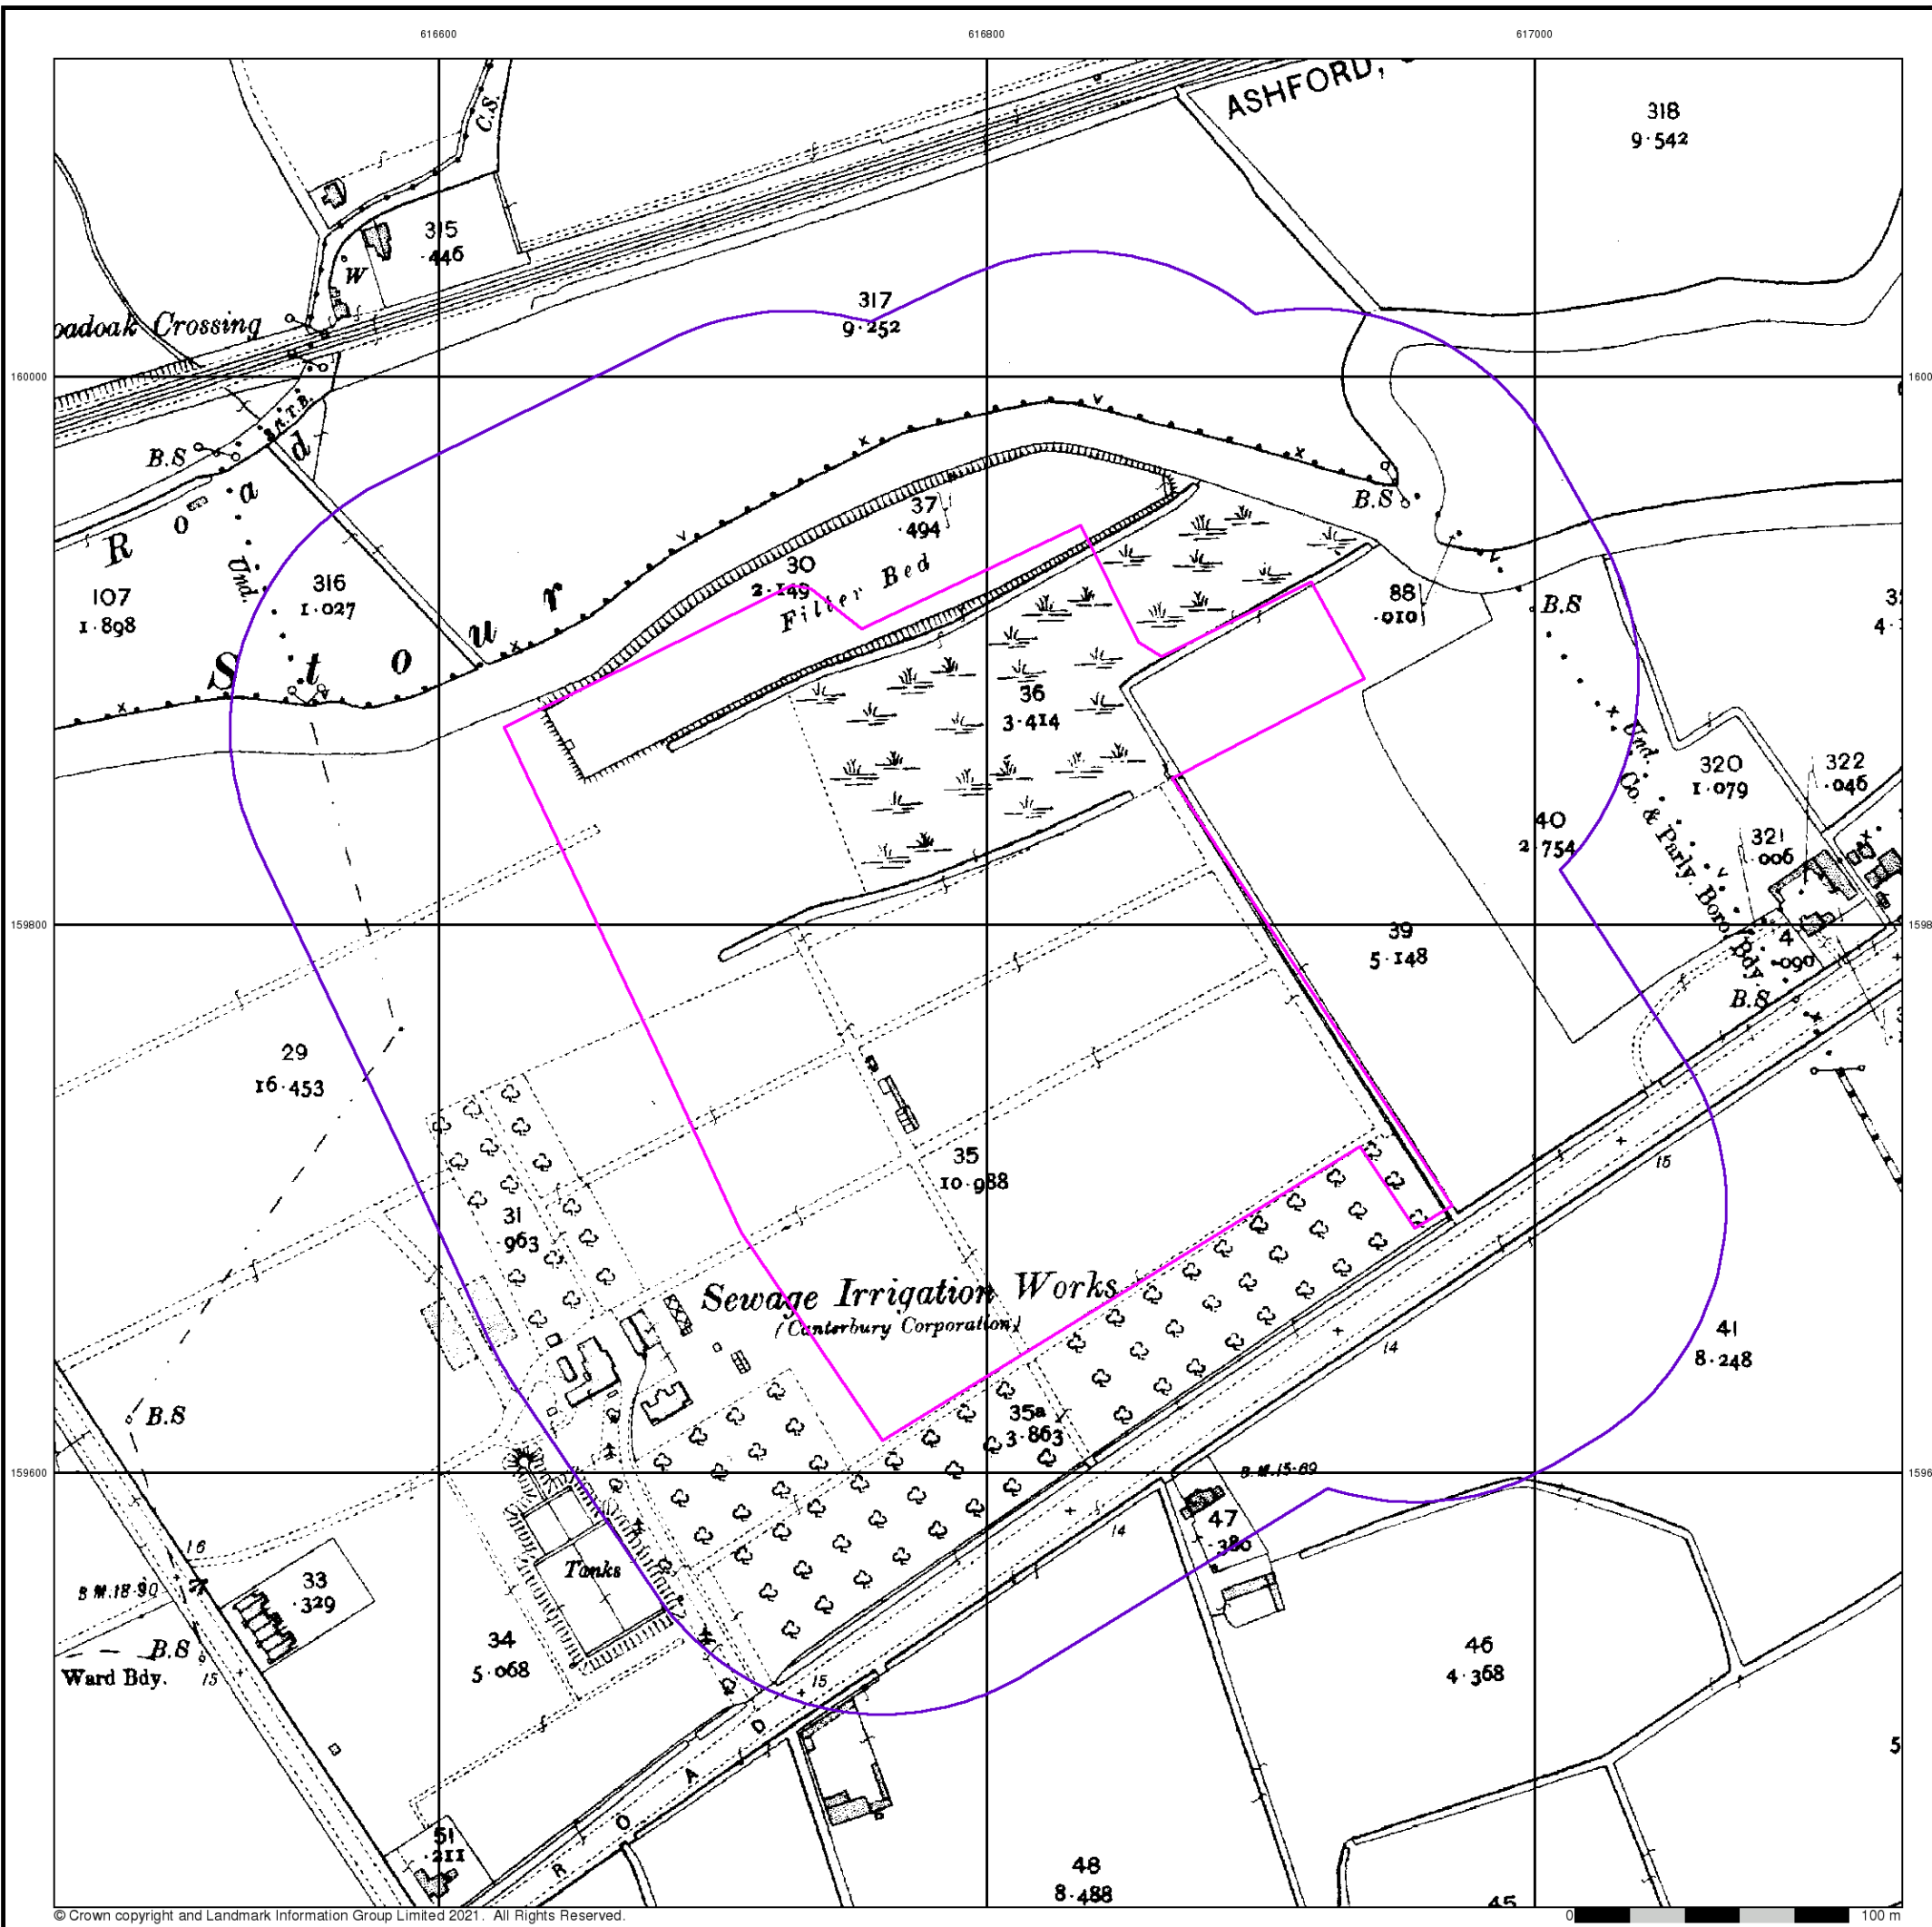 616600
616800
617000
ASHFORD,
318
9·542
C.S.
315
·446
W
317
9·252
oadoak Crossing
160000
S.R.T.B.
B.S
Road
107
1·898
Und.
316
1·027
Stour
37
·494
30
2·149
Filter Bed
B.S
88
·010
B.S
36
3·414
Und.
Co. & Parly. Boro. Bdy.
320
1·079
322
·046
321
·006
40
2·754
4
·090
B.S
159800
39
5·148
29
16·453
35
10·988
31
·963
15
Sewage Irrigation Works
(Canterbury Corporation)
14
41
8·248
B.S
35a
3·863
159600
B.M.15·69
47
·386
14
16
B.M.18·90
33
·329
Tanks
B.S
Ward Bdy.
15
34
5·068
15
46
4·368
ROAD
51
·211
48
8·488
45
© Crown copyright and Landmark Information Group Limited 2021. All Rights Reserved.
0
100 m